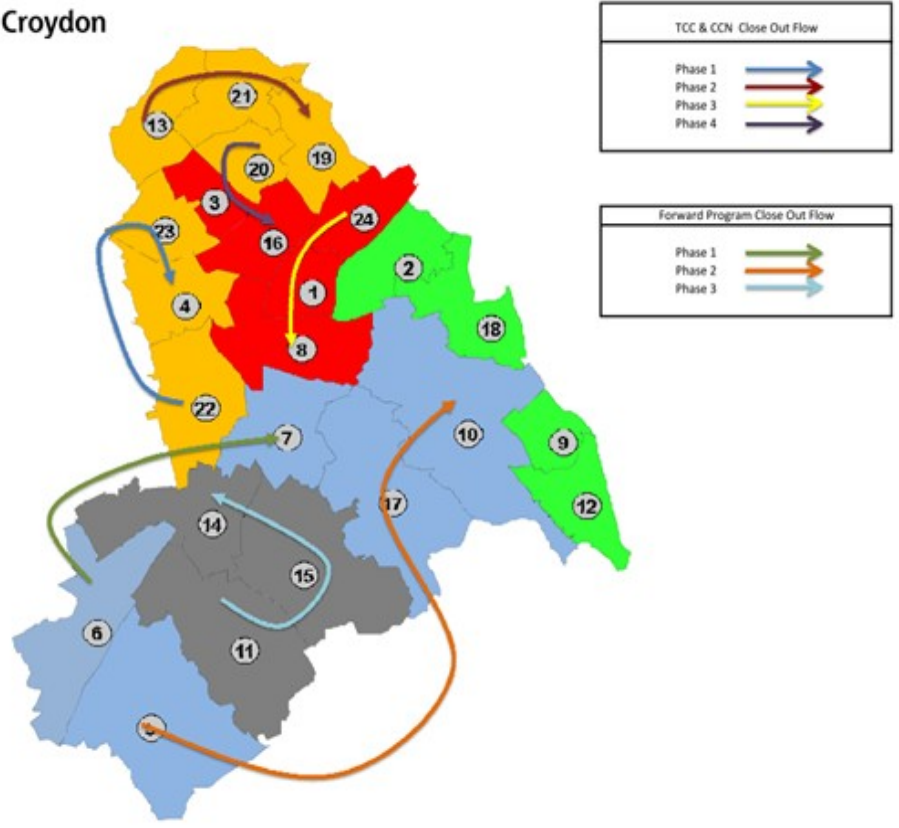 Croydon
TCC & CCN Close Out Flow
Phase 1
Phase 2
Phase 3
Phase 4
Forward Program Close Out Flow
Phase 1
Phase 2
Phase 3
21
13
19
20
3
24
23
16
2
1
4
18
8
22
10
7
9
17
12
14
15
6
11